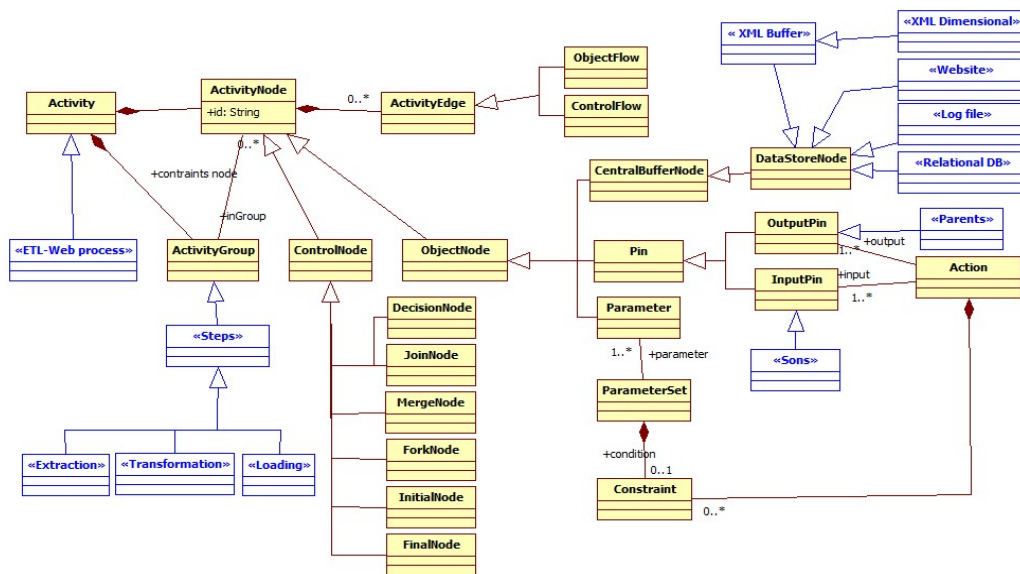 «XML Dimensional»
« XML Buffer»
ObjectFlow
«Website»
ActivityNode
+id: String
Activity
0..*
ActivityEdge
ControlFlow
«Log file»
0..*
DataStoreNode
CentralBufferNode
«Relational DB»
+contraints node
+inGroup
OutputPin
«Parents»
+output
1..*
«ETL-Web process»
ActivityGroup
ControlNode
ObjectNode
Pin
Action
+input
InputPin
1..*
DecisionNode
Parameter
«Steps»
1..*
+parameter
JoinNode
«Sons»
ParameterSet
MergeNode
+condition
ForkNode
0..1
«Extraction»
«Transformation»
«Loading»
Constraint
InitialNode
0..*
FinalNode